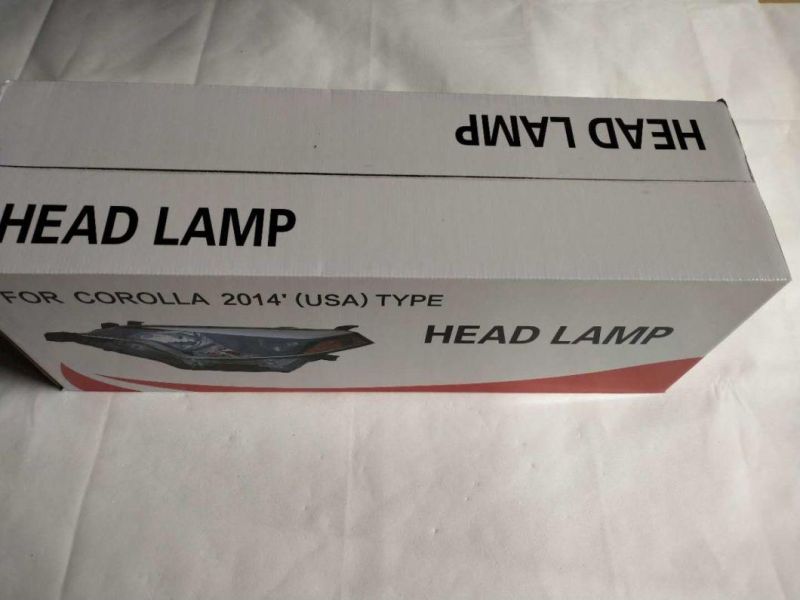 HEAD LAMP
HEAD LAMP
FOR COROLLA 2014' (USA) TYPE
HEAD LAMP